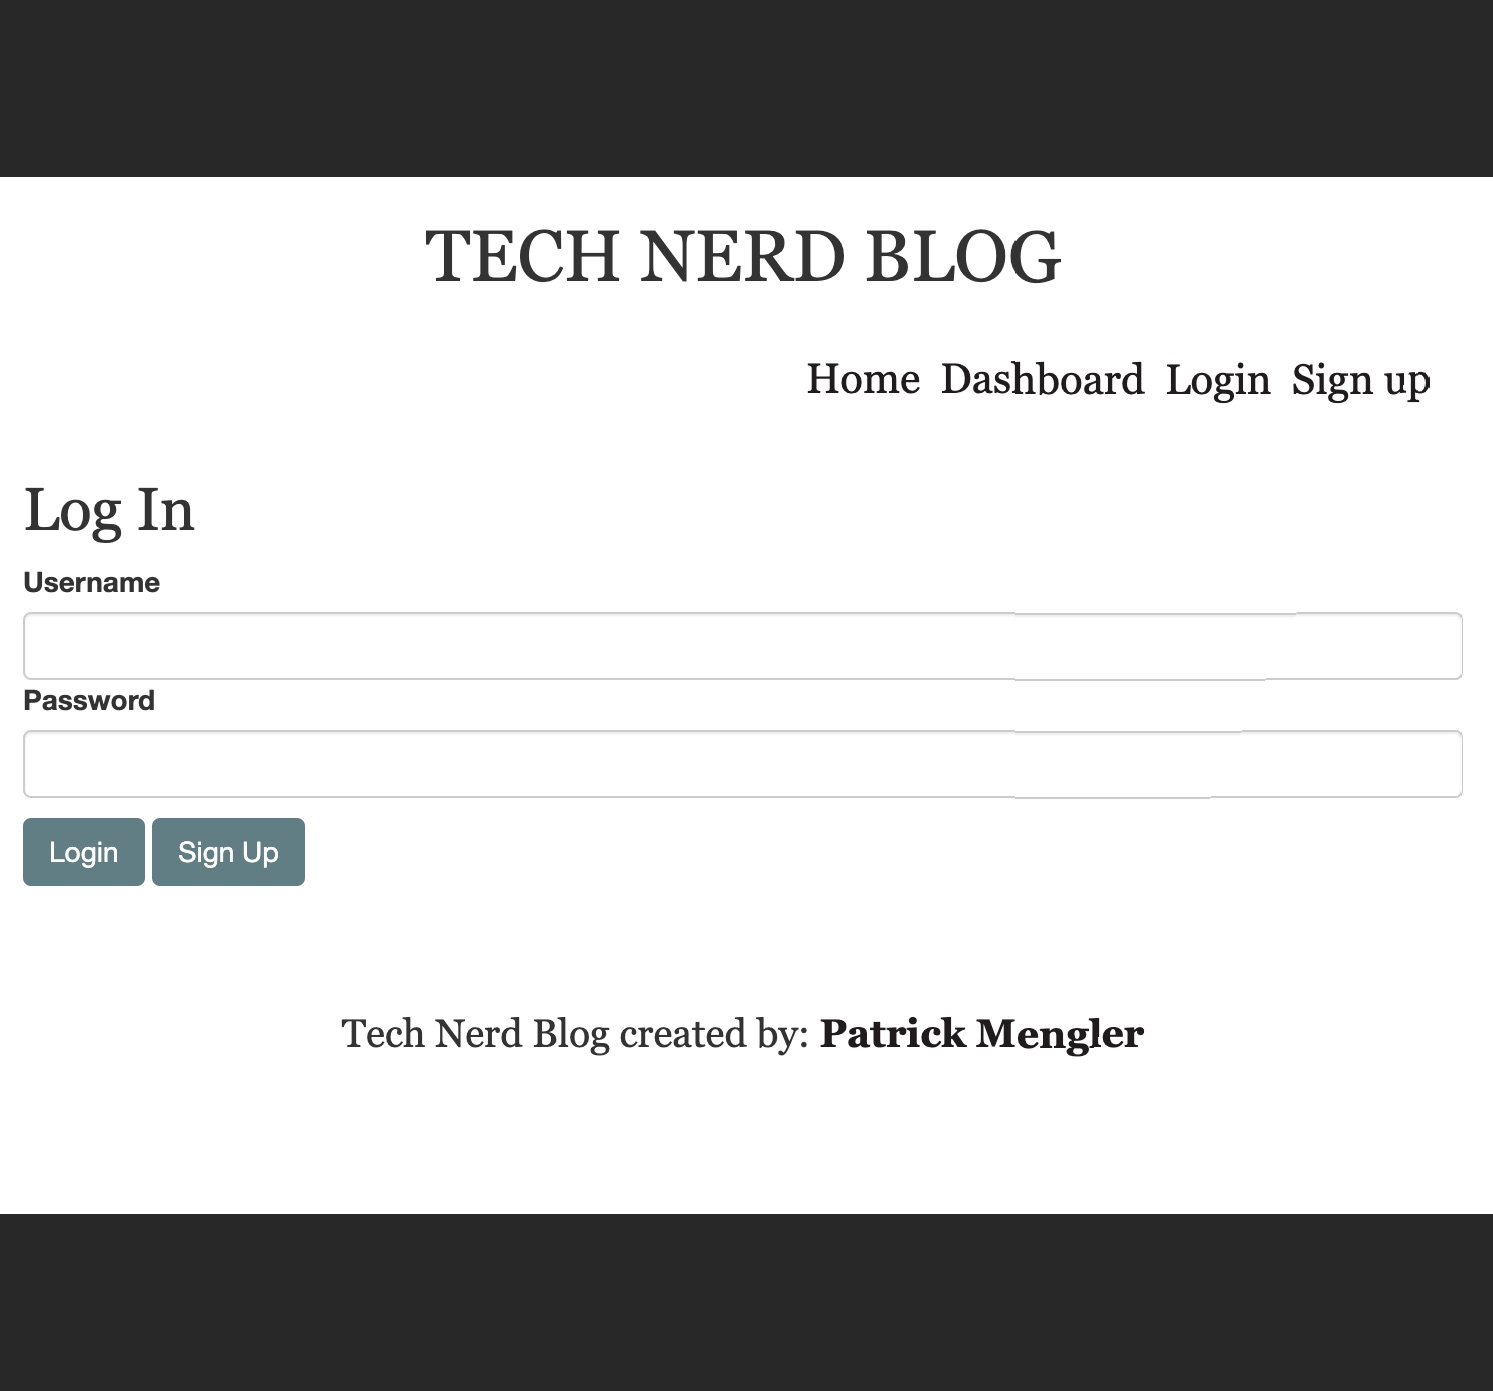 TECH NERD BLOG
Home Dashboard Login Sign up
Log In
Username
Password
Login Sign Up
Tech Nerd Blog created by: Patrick Mengler